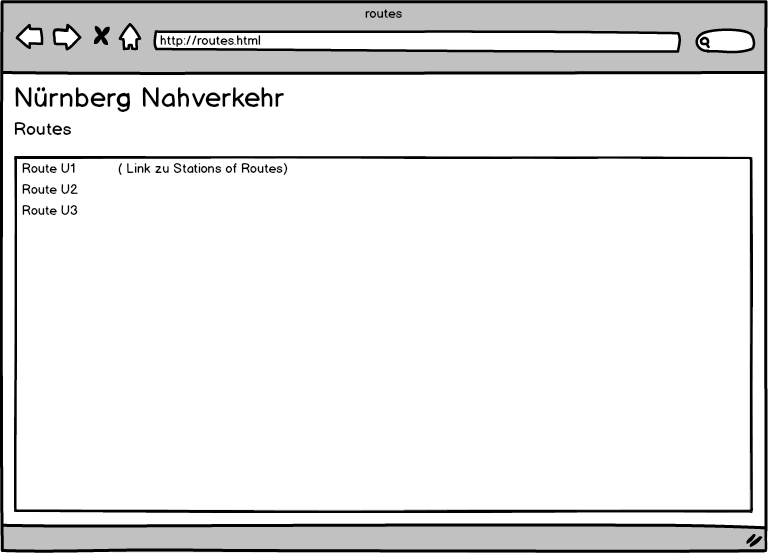 routes
http://routes.html
Nürnberg Nahverkehr
Routes
Route U1 ( Link zu Stations of Routes)
Route U2
Route U3